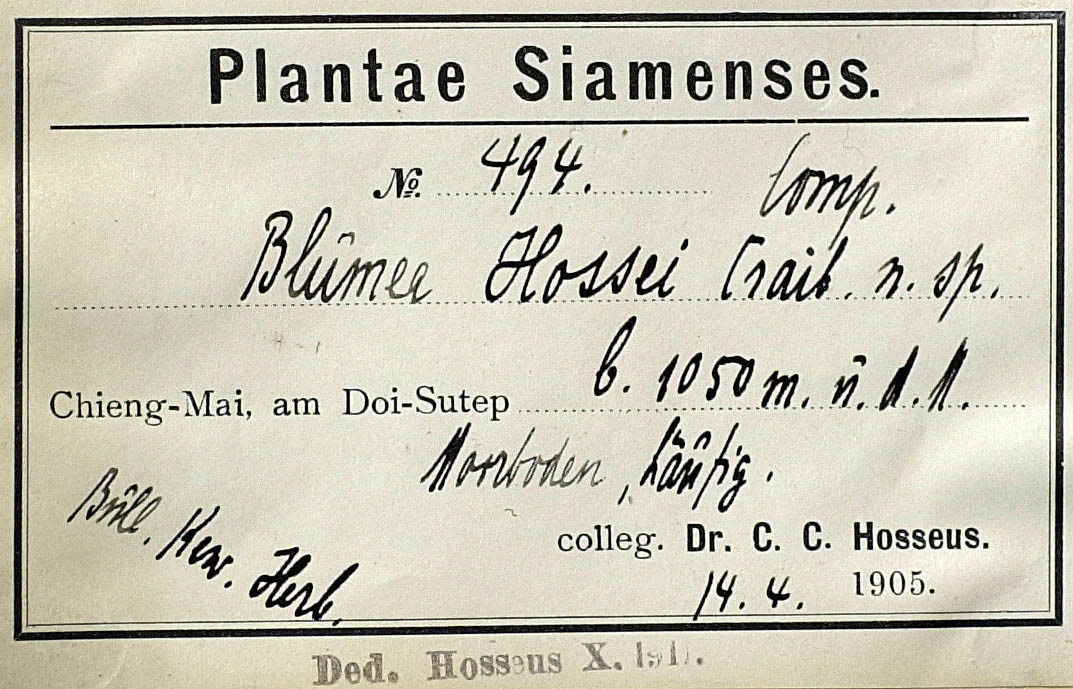 Plantae Siamenses.
№ 494. Comp.
Blumea Hossei Craib. n. sp.
Chieng-Mai, am Doi-Sutep b. 1050 m. ü. d. M.
Moorboden, häufig.
Bull. Kew. Herb.
colleg. Dr. C. C. Hosseus.
14. 4. 1905.
Ded. Hosseus X.